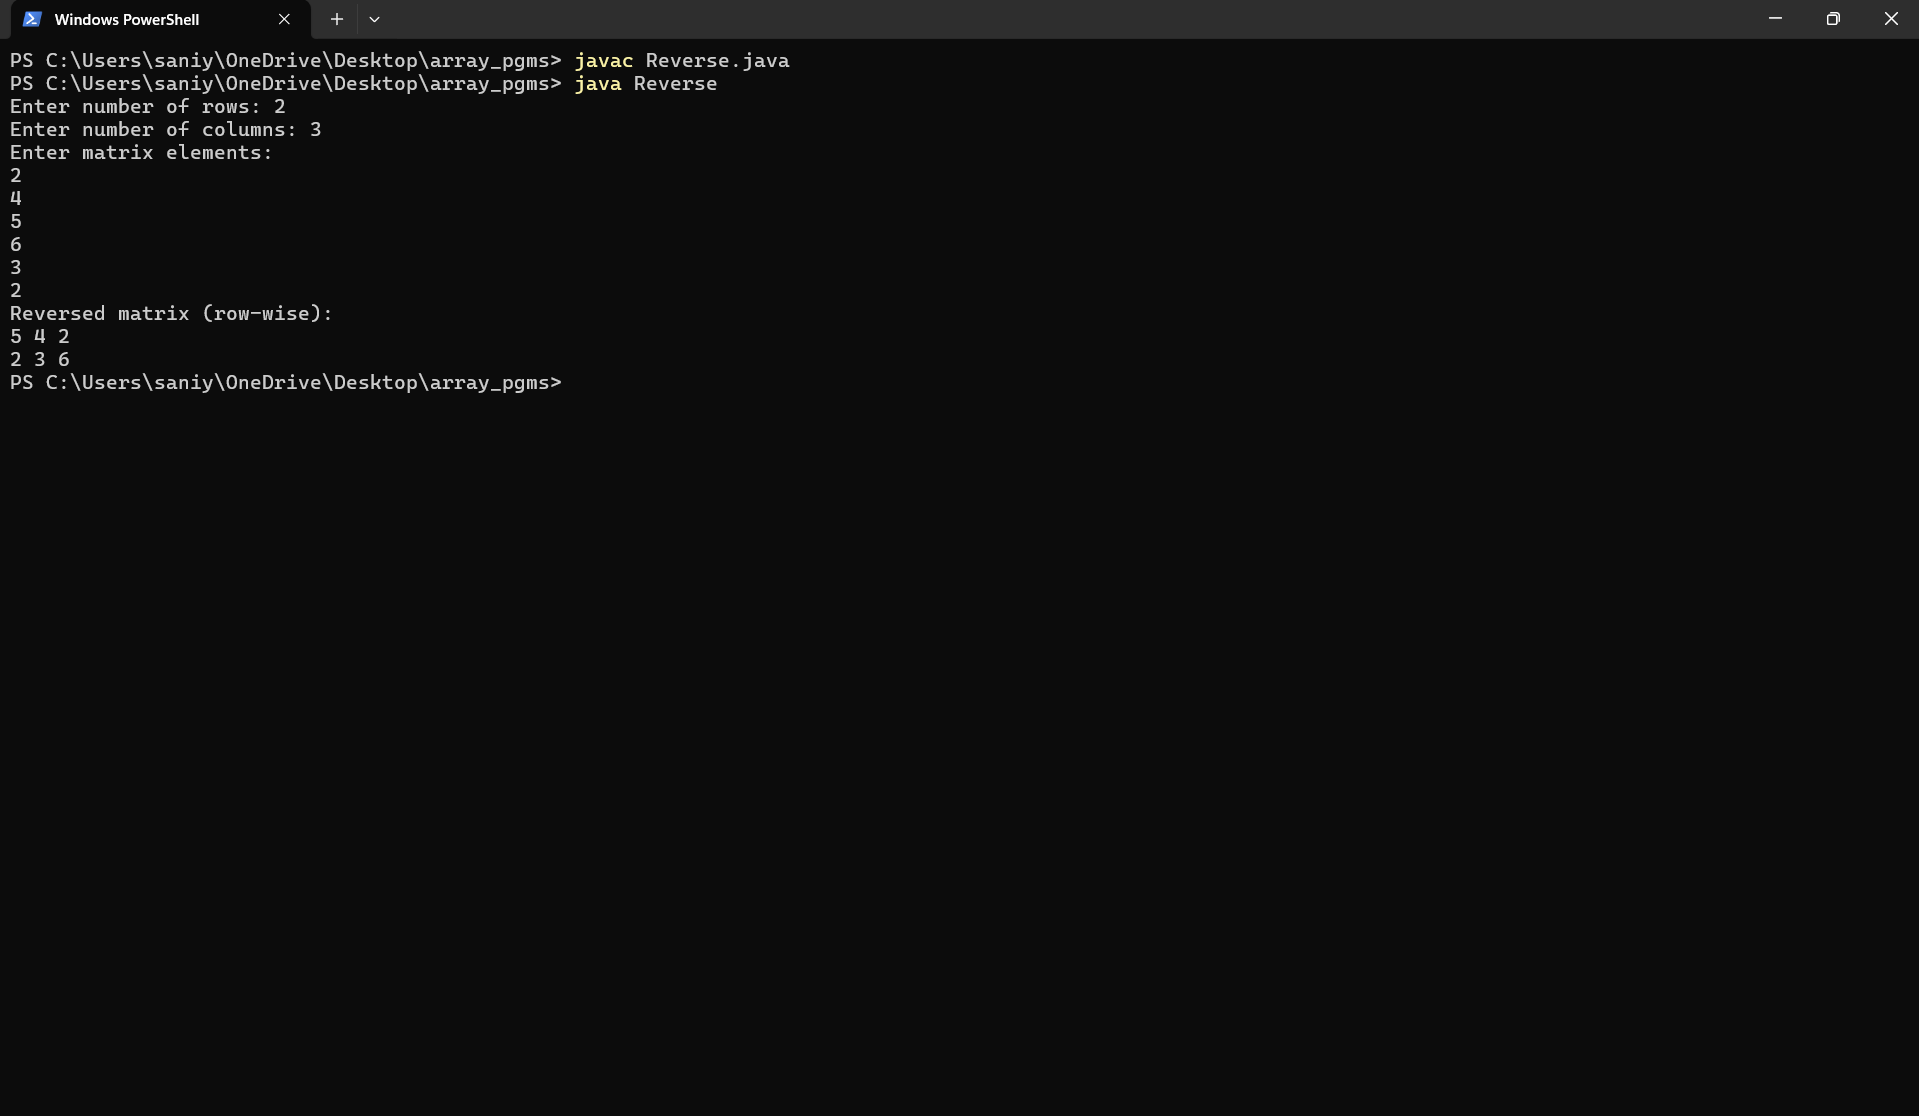 Windows PowerShell
PS C:\Users\saniy\OneDrive\Desktop\array_pgms> javac Reverse.java
PS C:\Users\saniy\OneDrive\Desktop\array_pgms> java Reverse
Enter number of rows: 2
Enter number of columns: 3
Enter matrix elements:
2
4
5
6
3
2
Reversed matrix (row-wise):
5 4 2
2 3 6
PS C:\Users\saniy\OneDrive\Desktop\array_pgms>